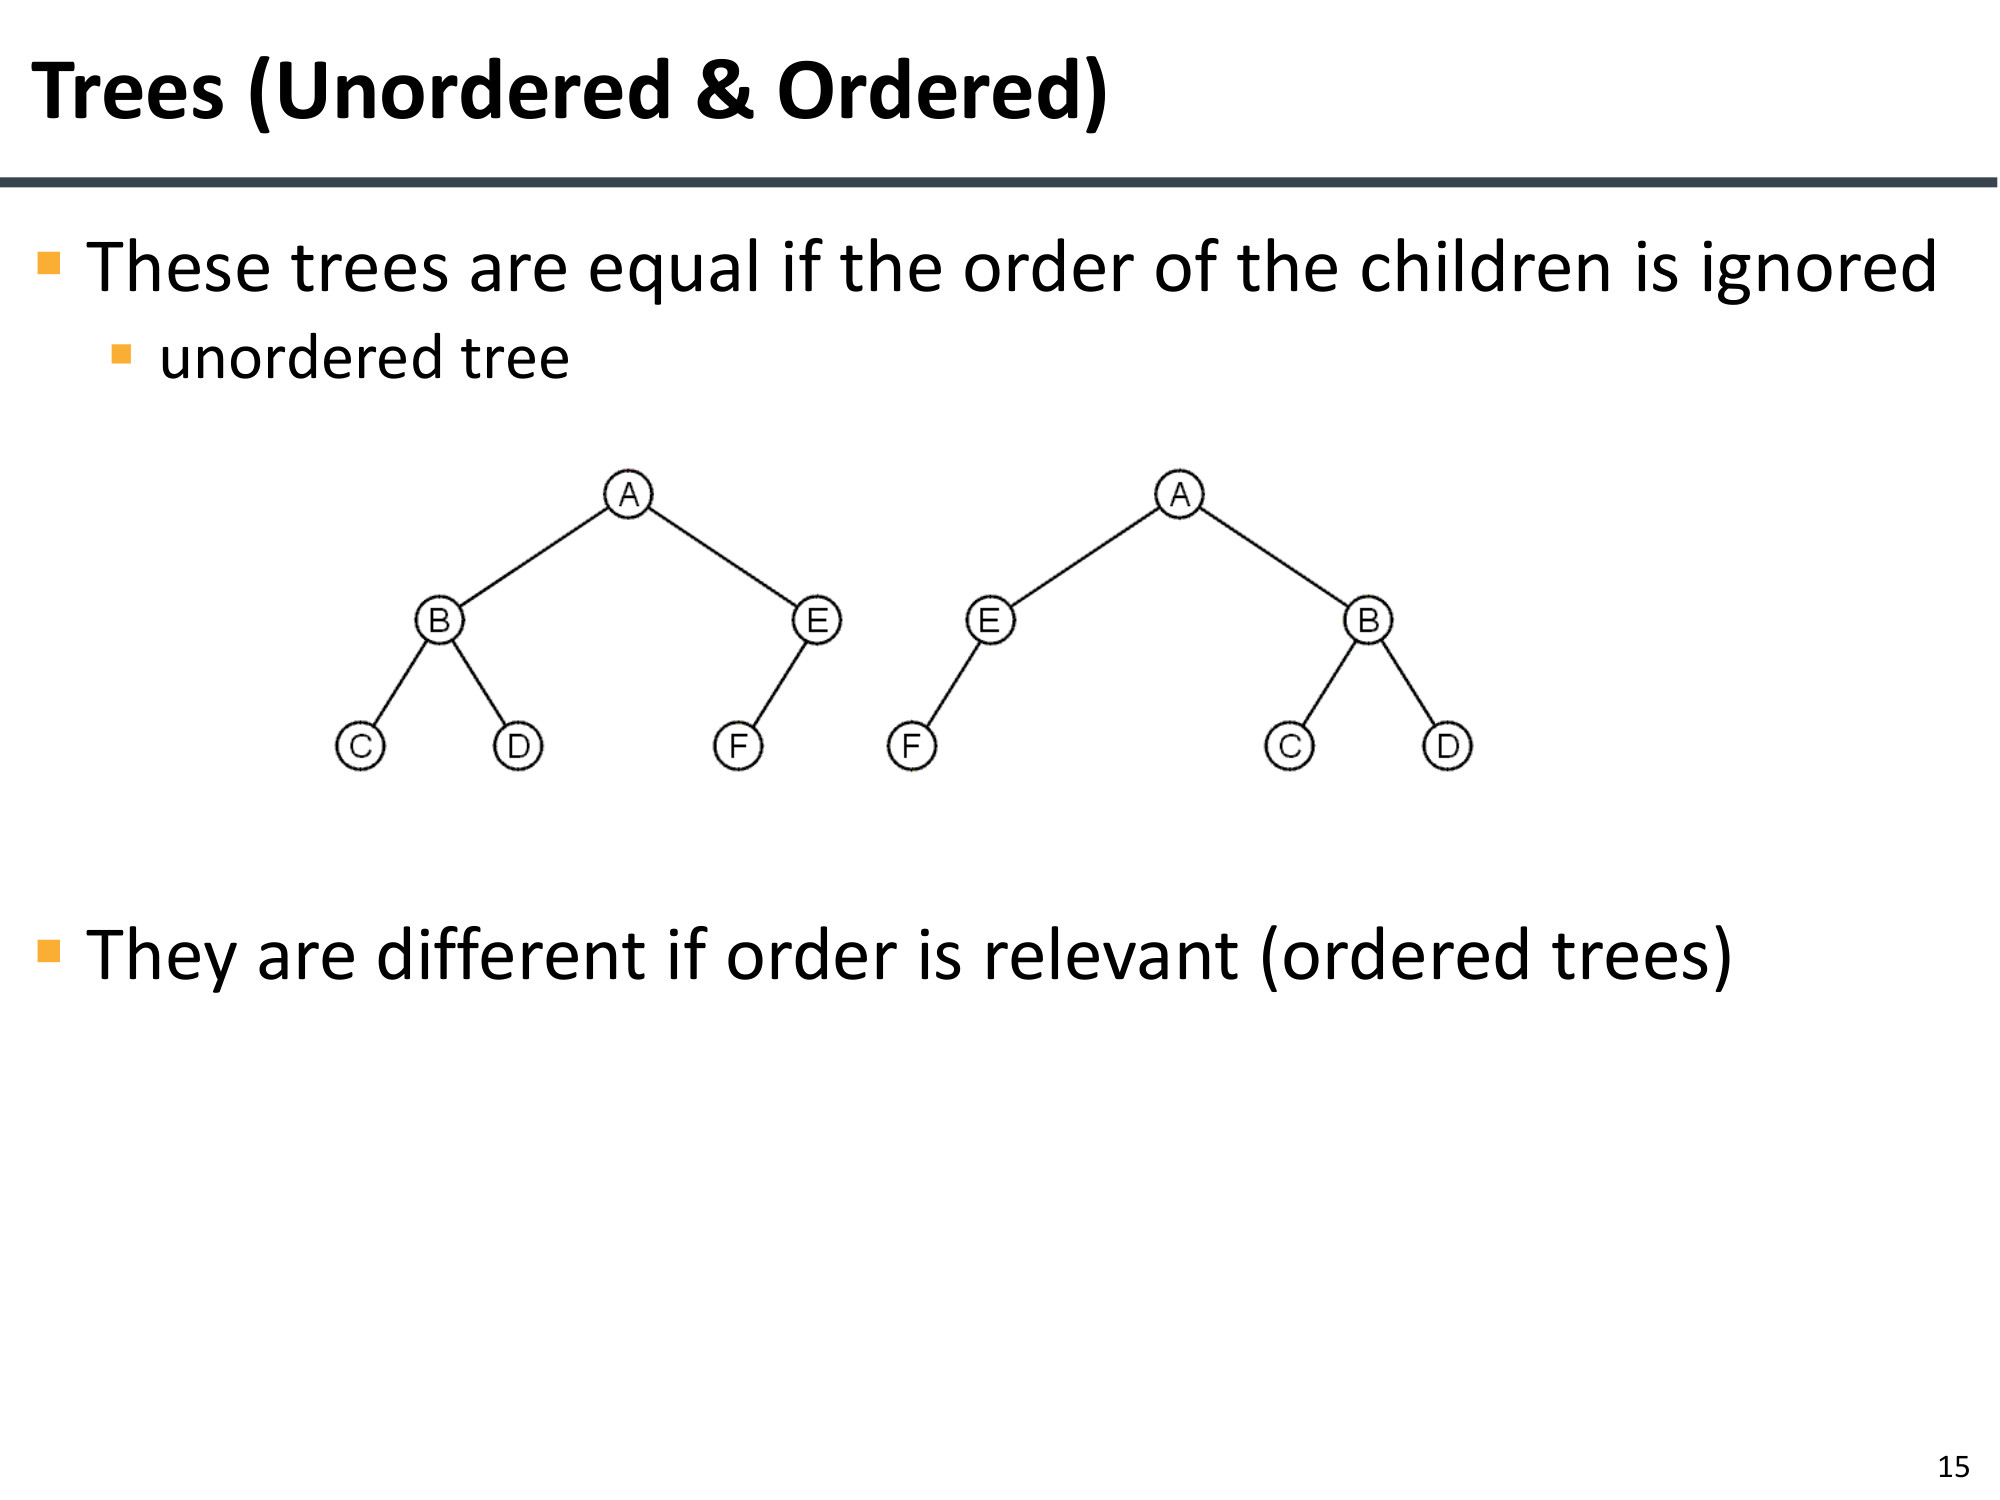 Trees (Unordered & Ordered)
These trees are equal if the order of the children is ignored
unordered tree
A A
B E E B
C D F F C D
They are different if order is relevant (ordered trees)
15